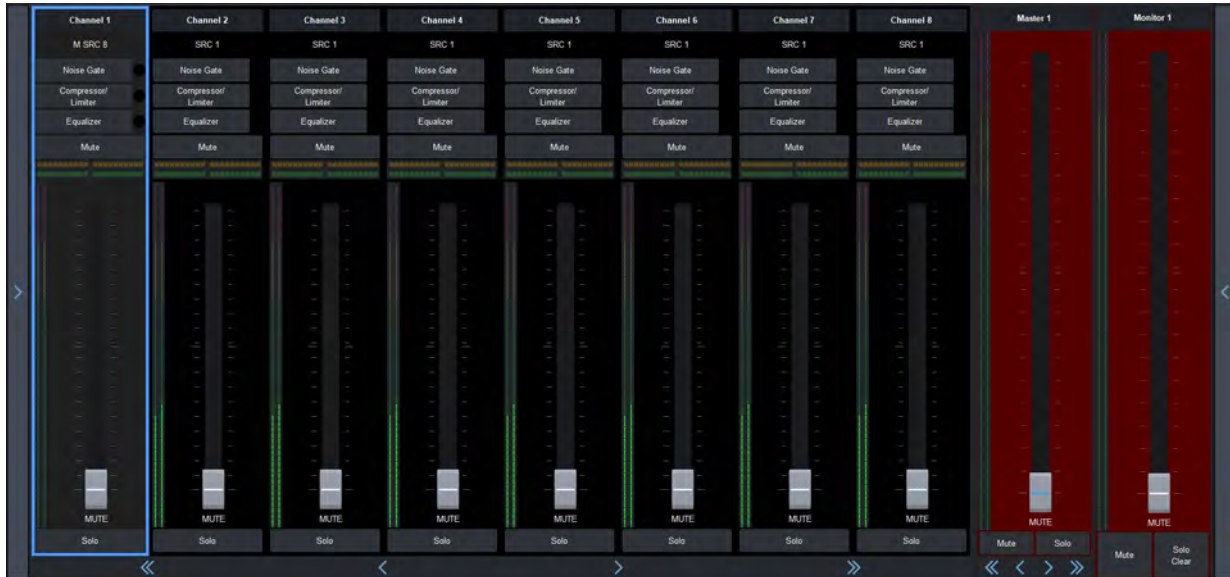 Channel 1
Channel 2
Channel 3
Channel 4
Channel 5
Channel 6
Channel 7
Channel 8
Master 1
Monitor 1
M SRC 8
SRC 1
SRC 1
SRC 1
SRC 1
SRC 1
SRC 1
SRC 1
Noise Gate
Noise Gate
Noise Gate
Noise Gate
Noise Gate
Noise Gate
Noise Gate
Noise Gate
Compressor/
Limiter
Compressor/
Limiter
Compressor/
Limiter
Compressor/
Limiter
Compressor/
Limiter
Compressor/
Limiter
Compressor/
Limiter
Compressor/
Limiter
Equalizer
Equalizer
Equalizer
Equalizer
Equalizer
Equalizer
Equalizer
Equalizer
Mute
Mute
Mute
Mute
Mute
Mute
Mute
Mute
MUTE
MUTE
MUTE
MUTE
MUTE
MUTE
MUTE
MUTE
MUTE
MUTE
Solo
Solo
Solo
Solo
Solo
Solo
Solo
Solo
Mute
Solo
Mute
Solo
Clear